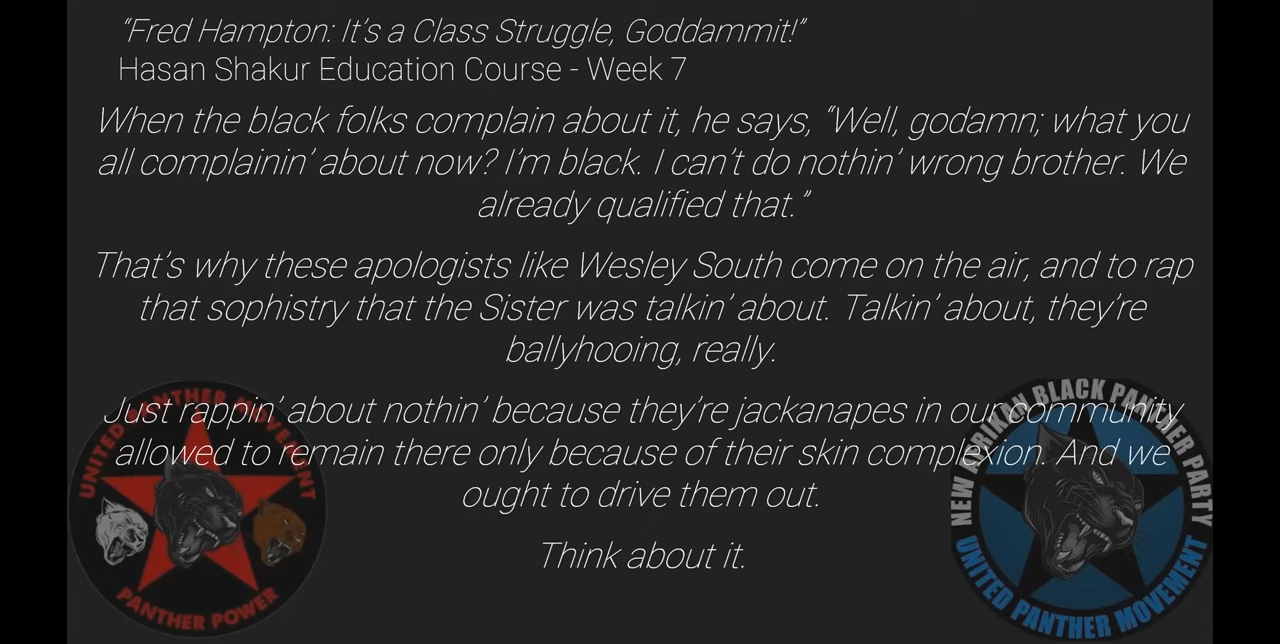 “Fred Hampton: It’s a Class Struggle, Goddammit!”
Hasan Shakur Education Course - Week 7
When the black folks complain about it, he says, “Well, godamn; what you
all complainin’ about now? I’m black. I can’t do nothin’ wrong brother. We
already qualified that.”
That’s why these apologists like Wesley South come on the air, and to rap
that sophistry that the Sister was talkin’ about. Talkin’ about, they’re
ballyhooing, really.
Just rappin’ about nothin’ because they’re jackanapes in our community
allowed to remain there only because of their skin complexion. And we
ought to drive them out.
Think about it.
UNITED PANTHER MOVEMENT
PANTHER POWER
NEW AFRIKAN BLACK PANTHER PARTY
UNITED PANTHER MOVEMENT